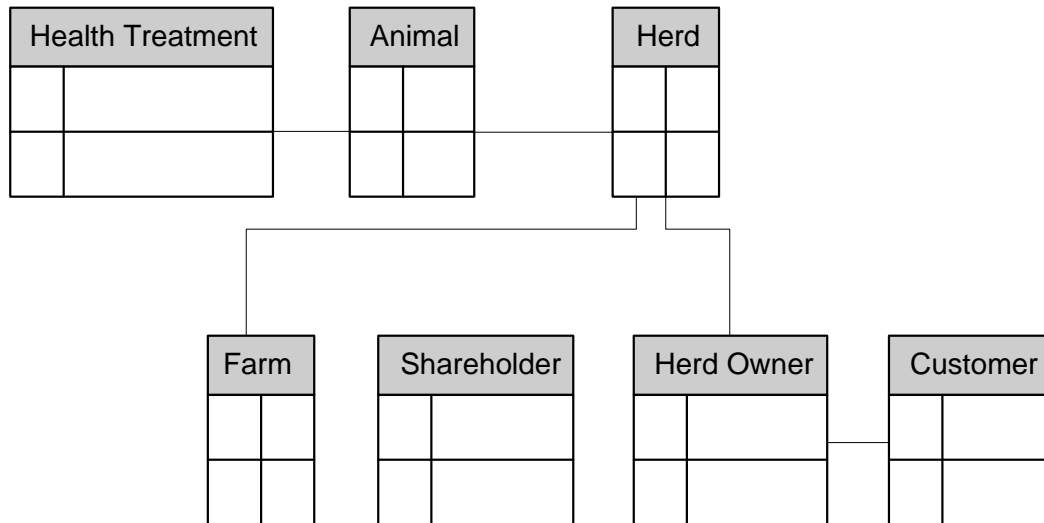 Health Treatment
Animal
Herd
Farm
Shareholder
Herd Owner
Customer